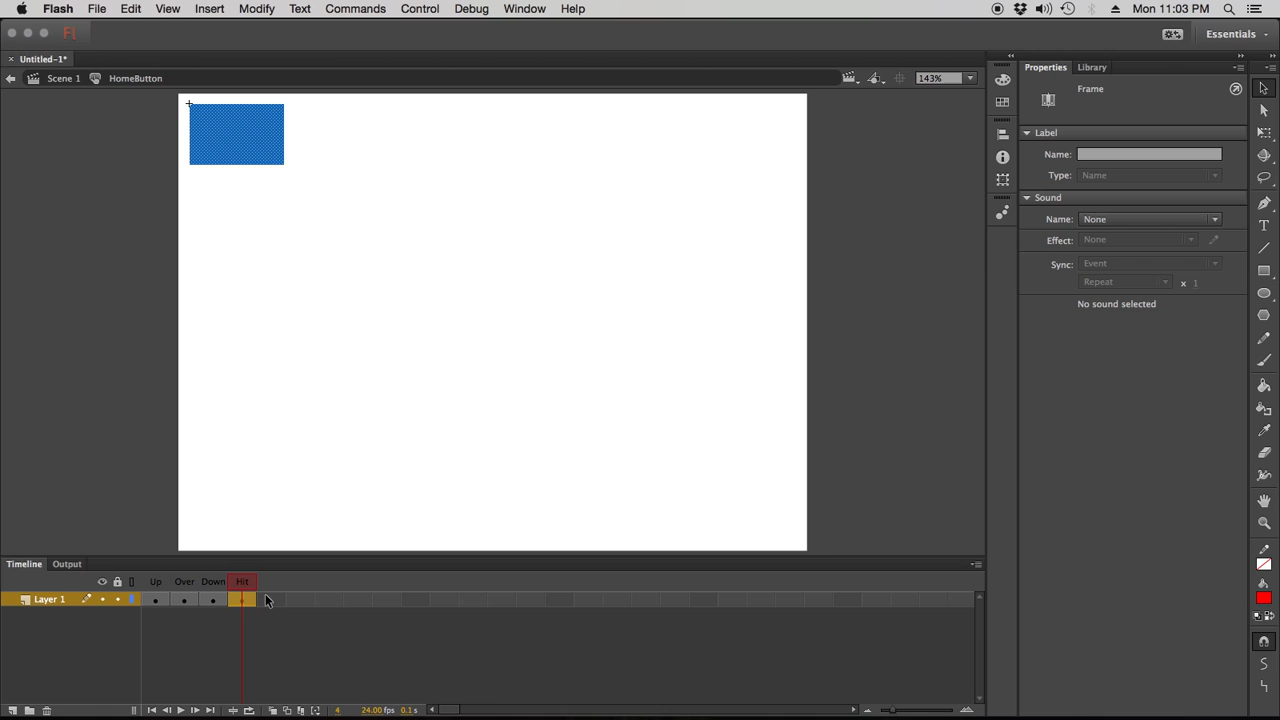 Flash File Edit View Insert Modify Text Commands Control Debug Window Help Mon 11:03 PM
Fl Essentials
× Untitled-1*
Scene 1 HomeButton 143% Properties Library
Frame
Label
Name:
Type: Name
Sound
Name: None
Effect: None
Sync: Event
Repeat x 1
No sound selected
Timeline Output
Up Over Down Hit
Layer 1
4 24.00 fps 0.1 s